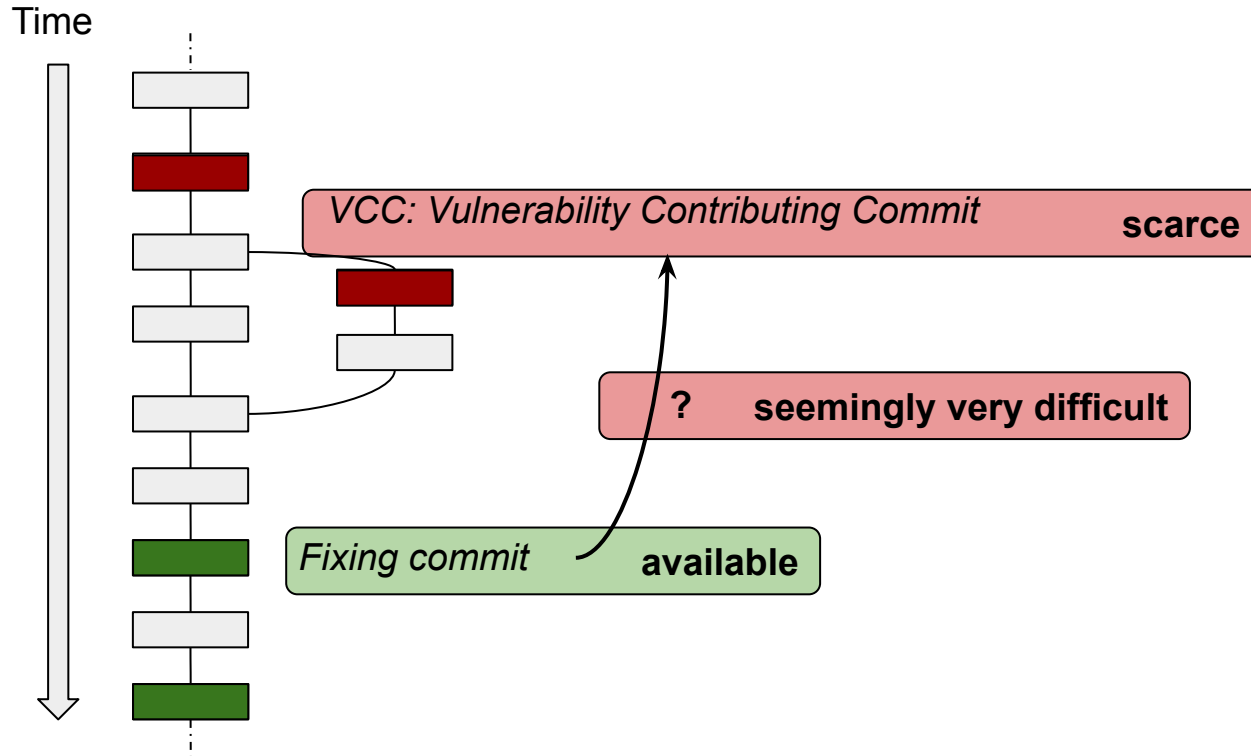 Time
VCC: Vulnerability Contributing Commit scarce
? seemingly very difficult
Fixing commit available